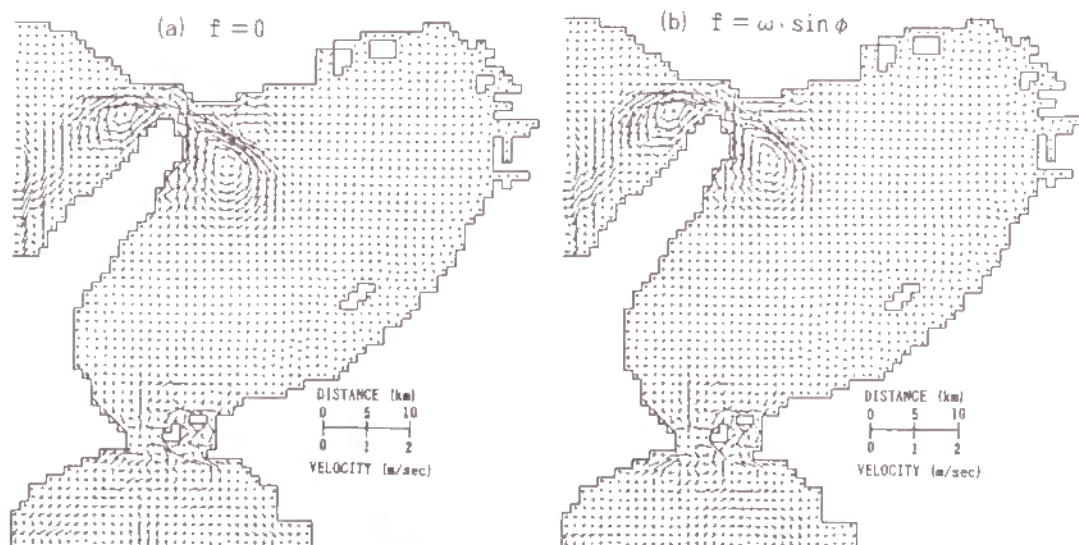 (a) f = 0
DISTANCE (km)
0 5 10
0 1 2
VELOCITY (m/sec)
(b) f = ω · sin φ
DISTANCE (km)
0 5 10
0 1 2
VELOCITY (m/sec)